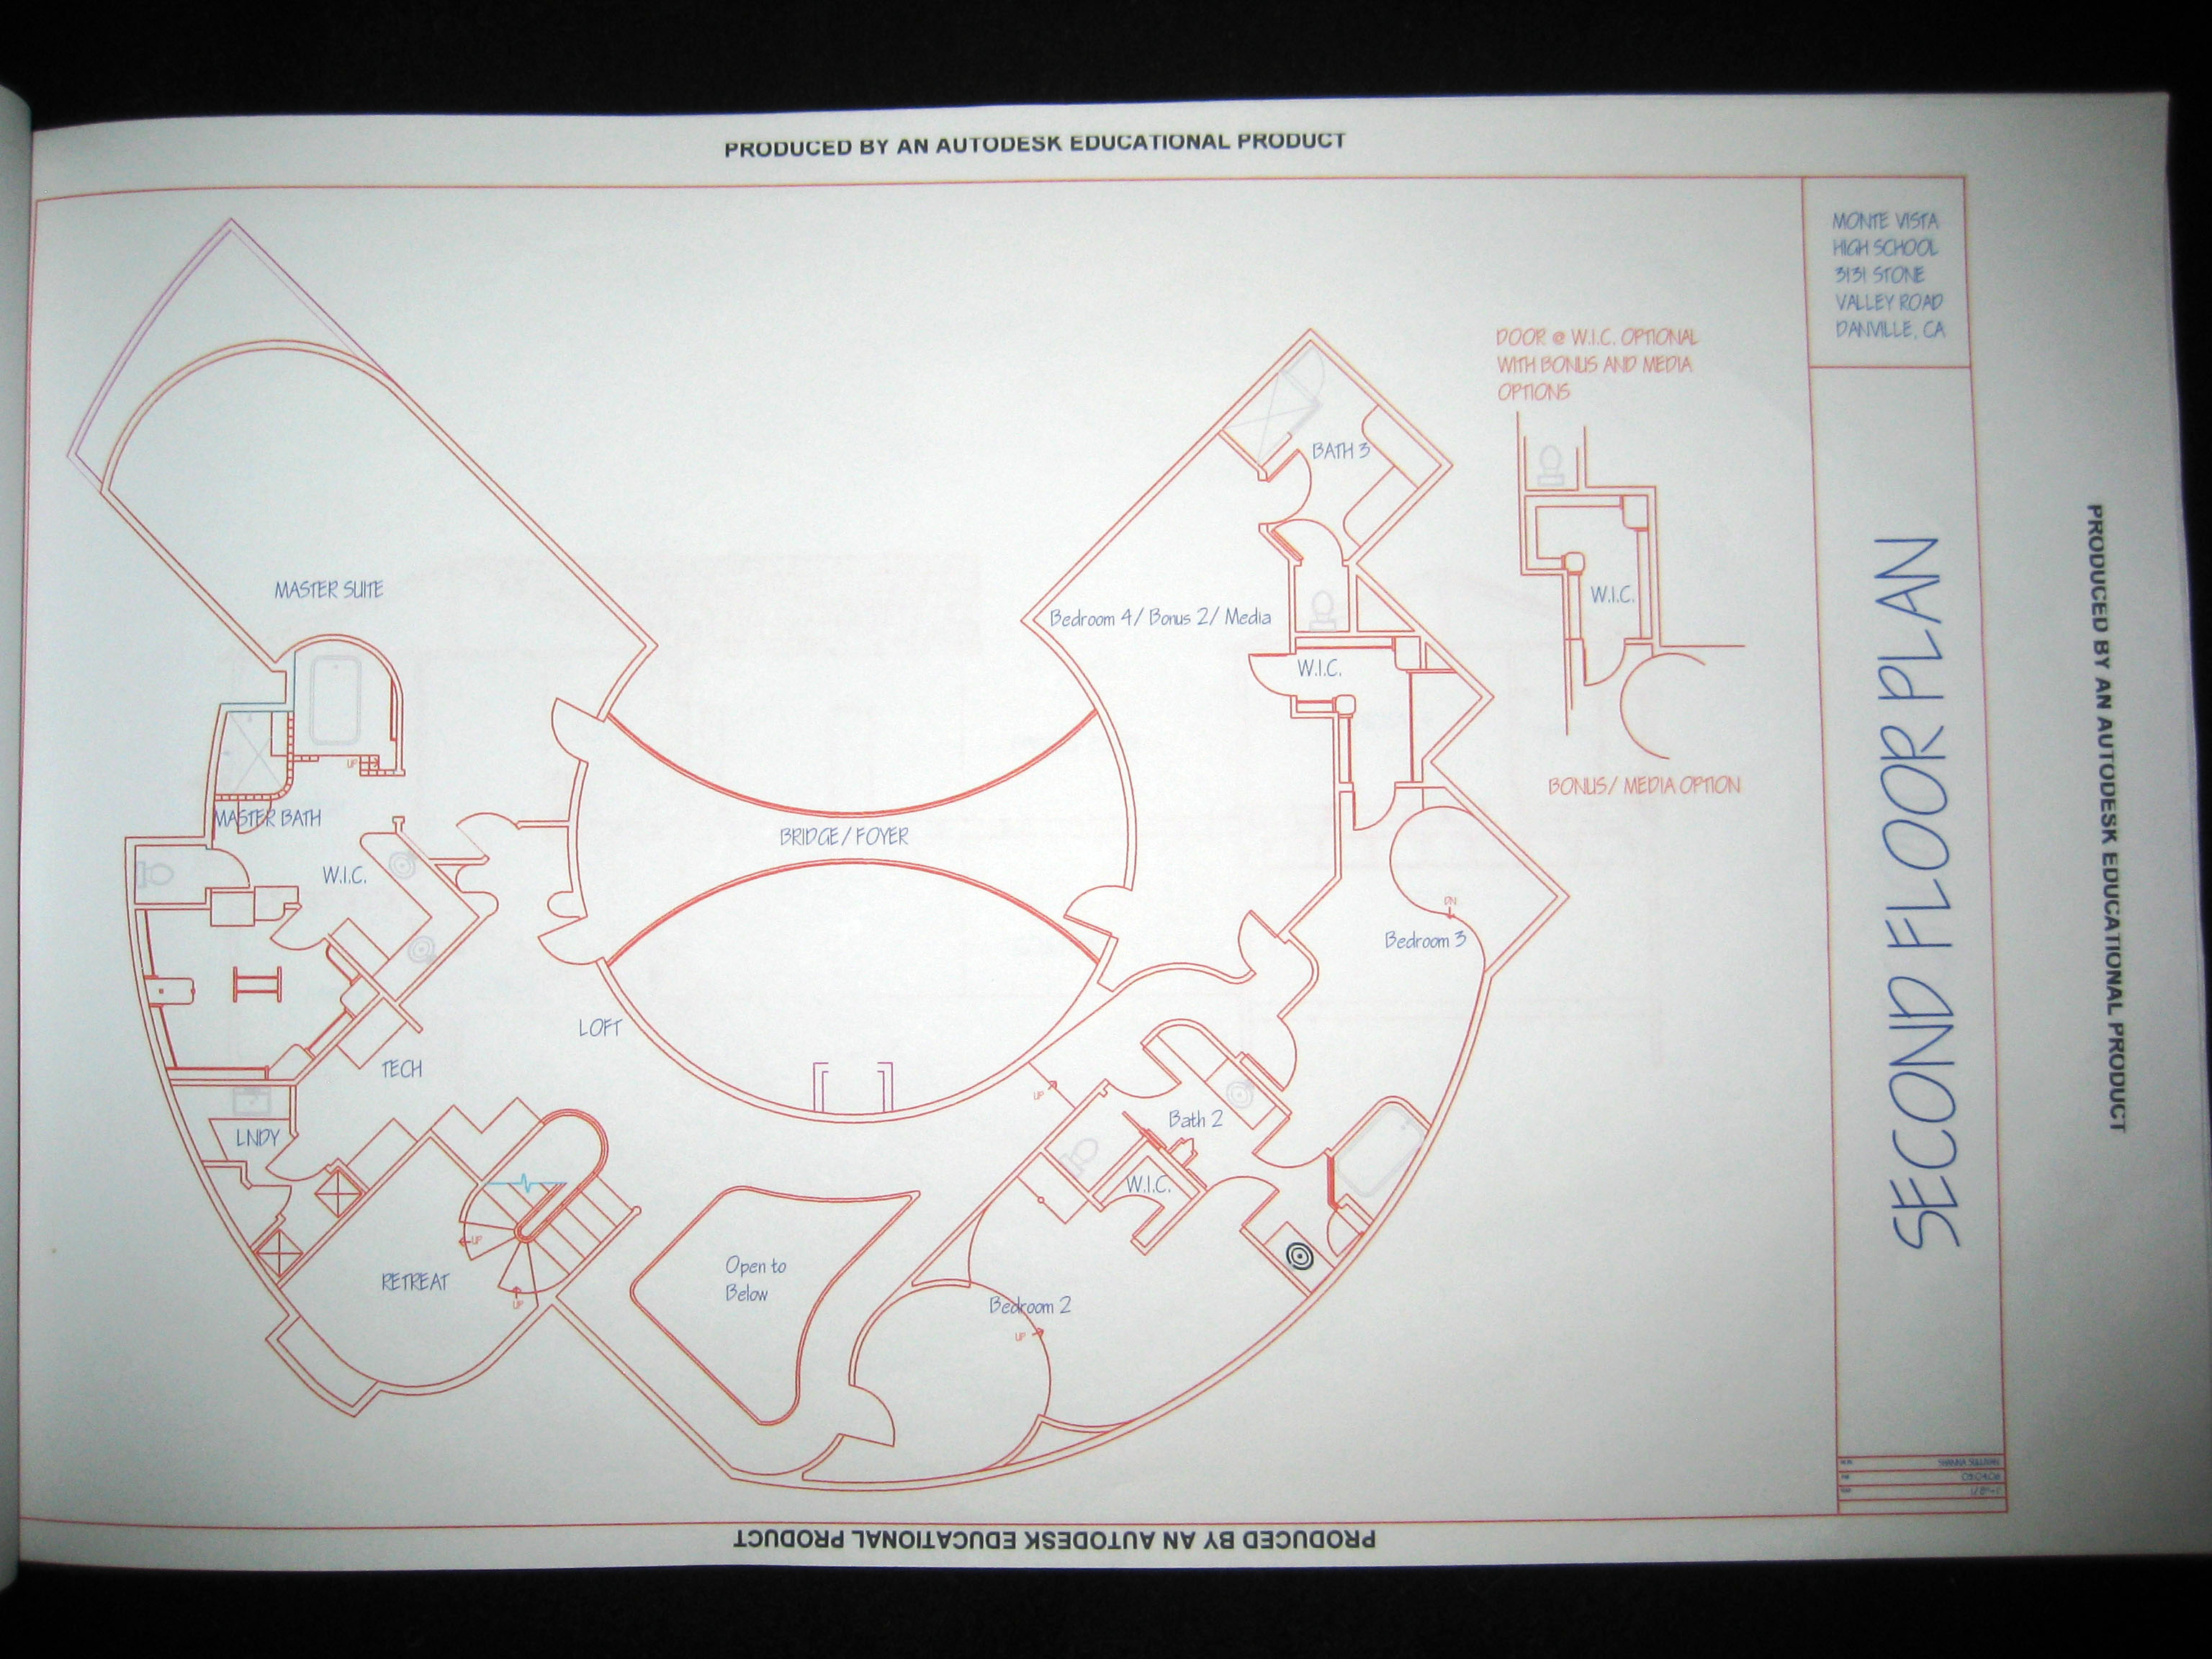 PRODUCED BY AN AUTODESK EDUCATIONAL PRODUCT
MONTE VISTA
HIGH SCHOOL
3131 STONE
VALLEY ROAD
DANVILLE, CA
DOOR @ W.I.C. OPTIONAL
WITH BONUS AND MEDIA
OPTIONS
BATH 3
MASTER SUITE
Bedroom 4/ Bonus 2/ Media
W.I.C.
W.I.C.
UP
BONUS/ MEDIA OPTION
MASTER BATH
BRIDGE/ FOYER
W.I.C.
DN
Bedroom 3
LOFT
TECH
UP
Bath 2
LNDY
W.I.C.
UP
RETREAT
Open to
Below
UP
Bedroom 2
UP
SECOND FLOOR PLAN
SHANNA SULLIVAN
PRODUCED BY AN AUTODESK EDUCATIONAL PRODUCT
PRODUCED BY AN AUTODESK EDUCATIONAL PRODUCT